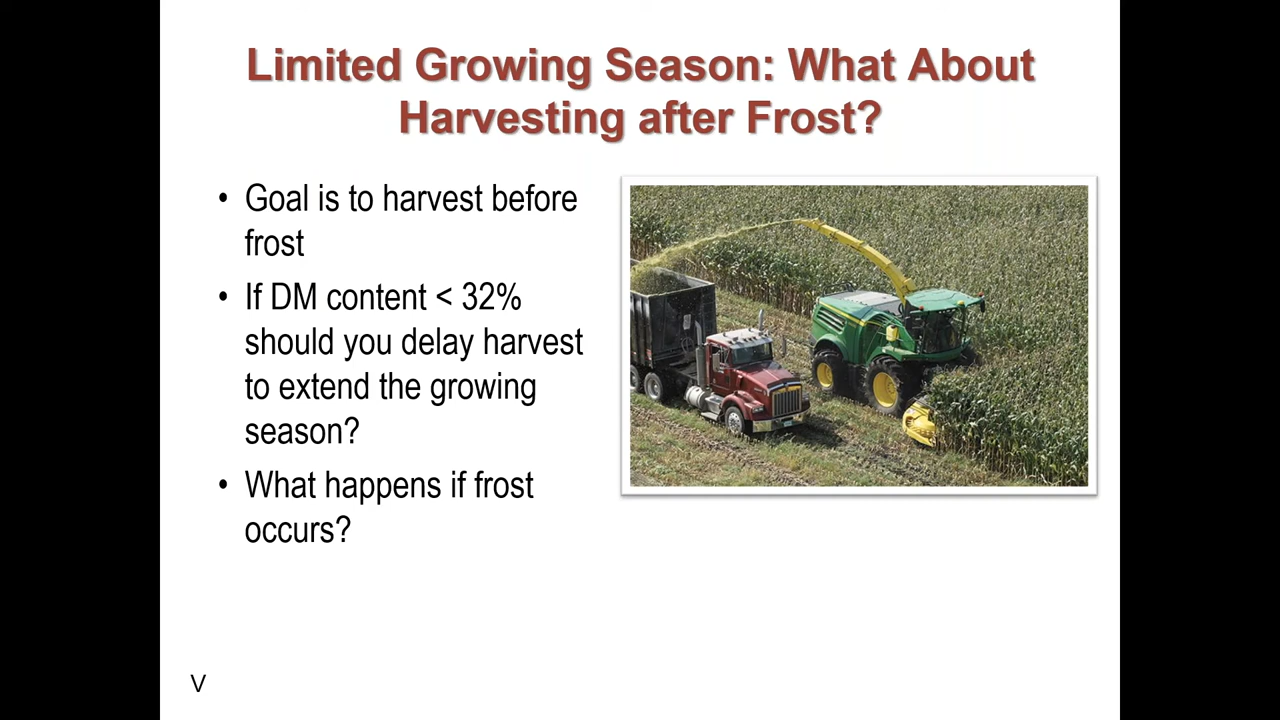 Limited Growing Season: What About
Harvesting after Frost?
• Goal is to harvest before
frost
• If DM content < 32%
should you delay harvest
to extend the growing
season?
• What happens if frost
occurs?
V